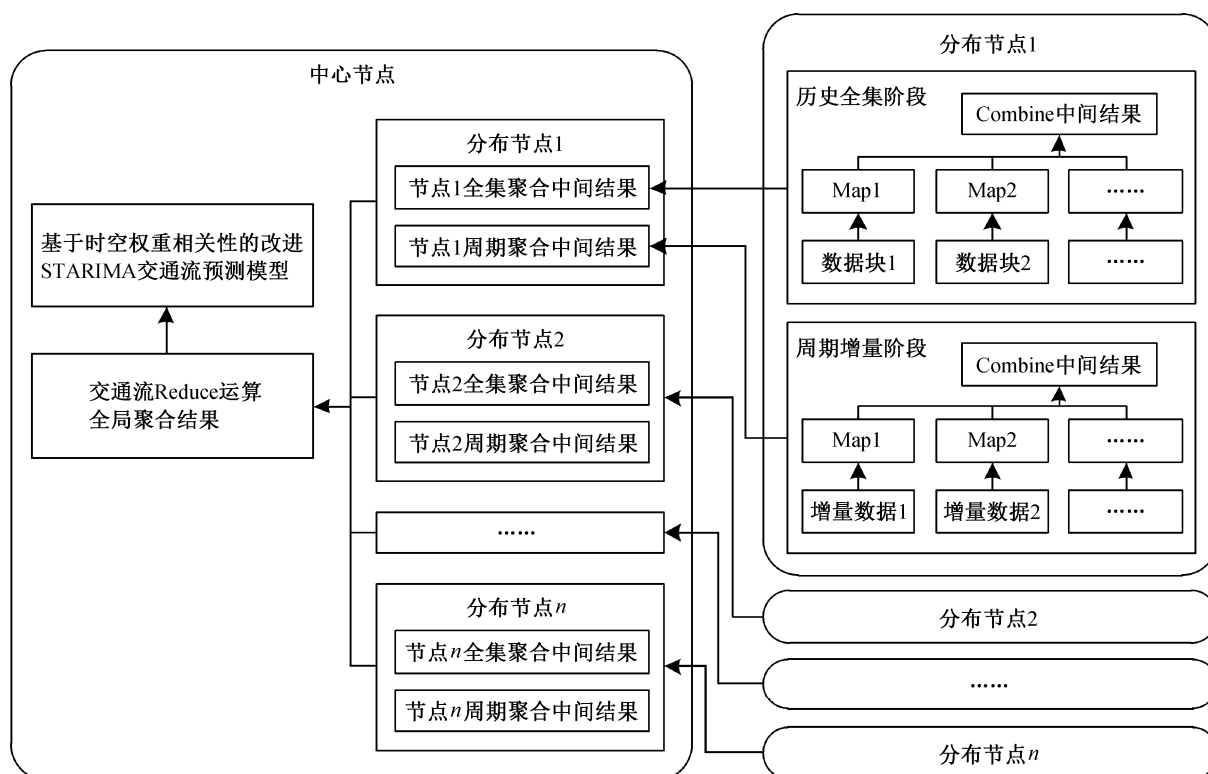 中心节点
基于时空权重相关性的改进
STARIMA交通流预测模型
交通流Reduce运算
全局聚合结果
分布节点1
节点1全集聚合中间结果
节点1周期聚合中间结果
分布节点2
节点2全集聚合中间结果
节点2周期聚合中间结果
……
分布节点n
节点n全集聚合中间结果
节点n周期聚合中间结果
分布节点1
历史全集阶段
Combine中间结果
Map1
Map2
……
数据块1
数据块2
……
周期增量阶段
Combine中间结果
Map1
Map2
……
增量数据1
增量数据2
……
分布节点2
……
分布节点n